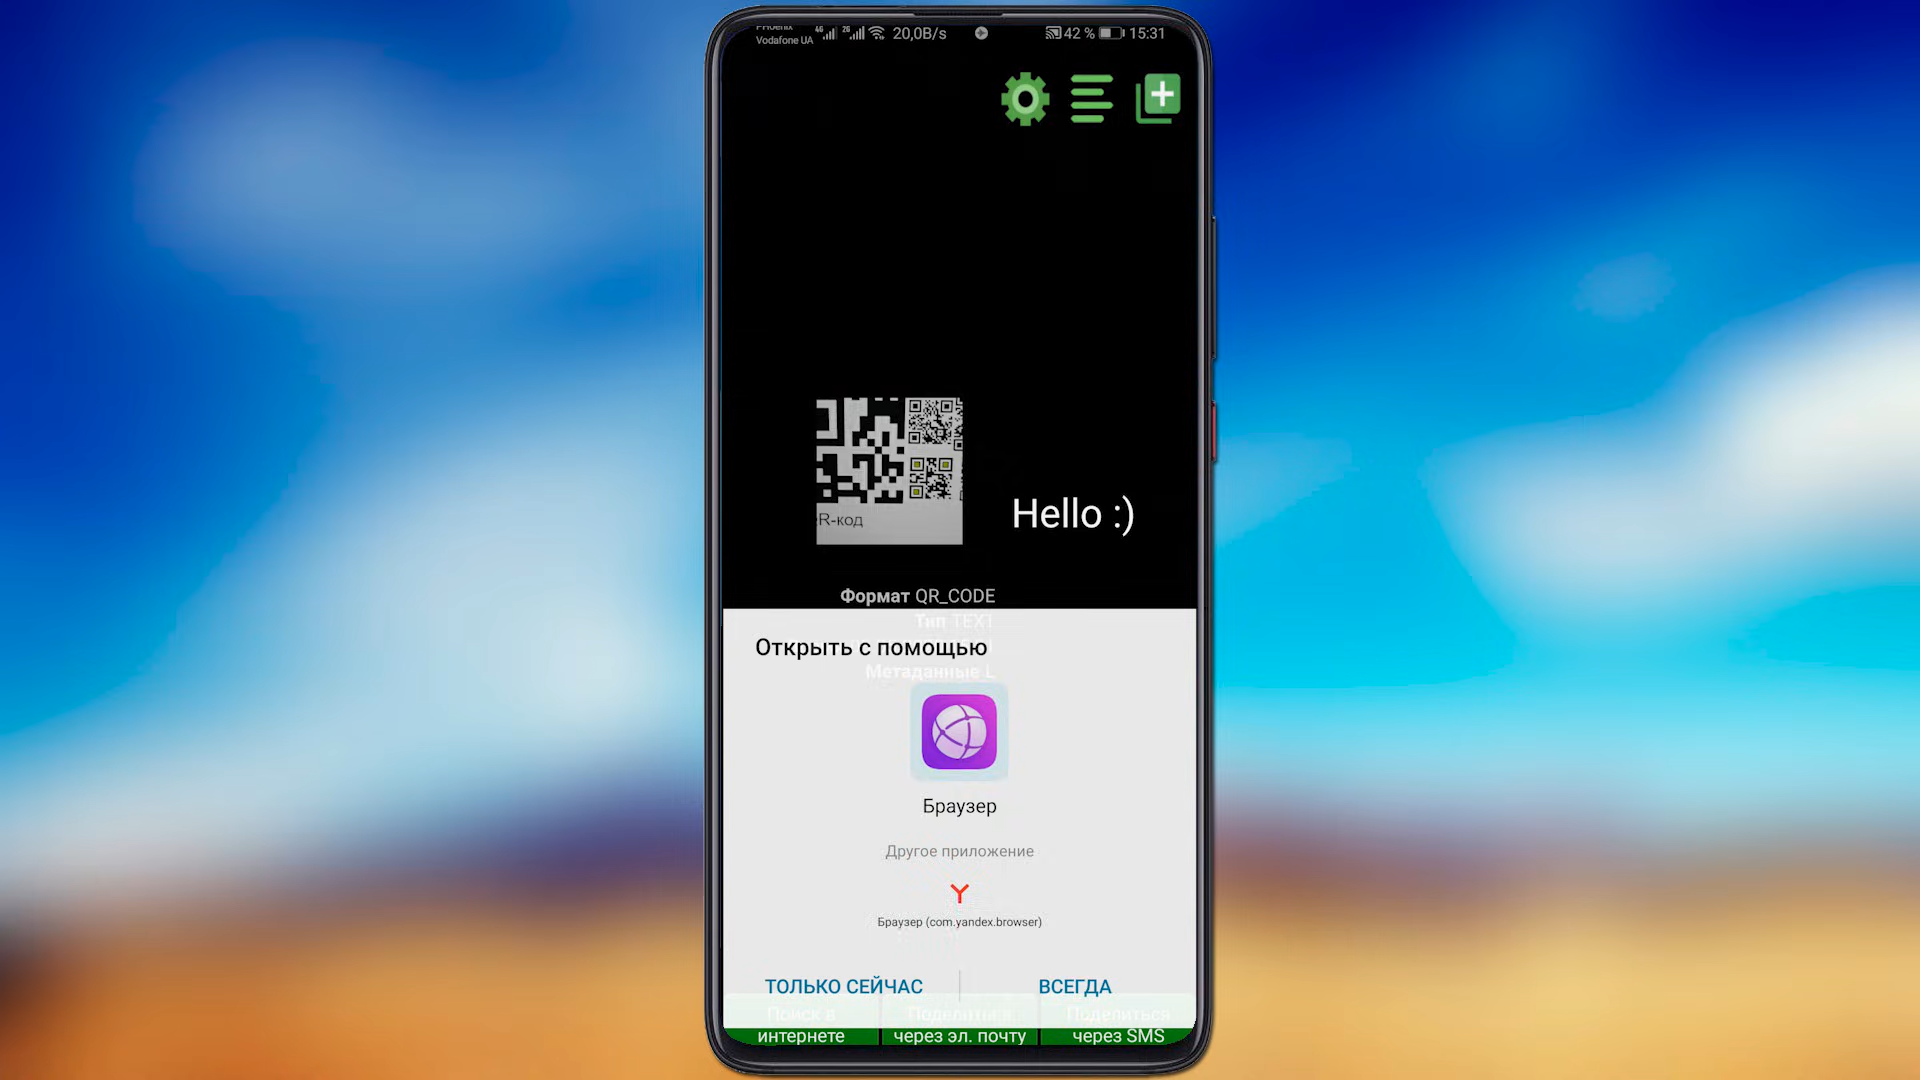 Vodafone UA 4G 2G 20,0B/s 42 % 15:31
R-код
Hello :)
Формат QR_CODE
Тип TEXT
Открыть с помощью
Метаданные L
Браузер
Другое приложение
Браузер (com.yandex.browser)
ТОЛЬКО СЕЙЧАС ВСЕГДА
Поиск в Поделиться Поделиться
интернете через эл. почту через SMS